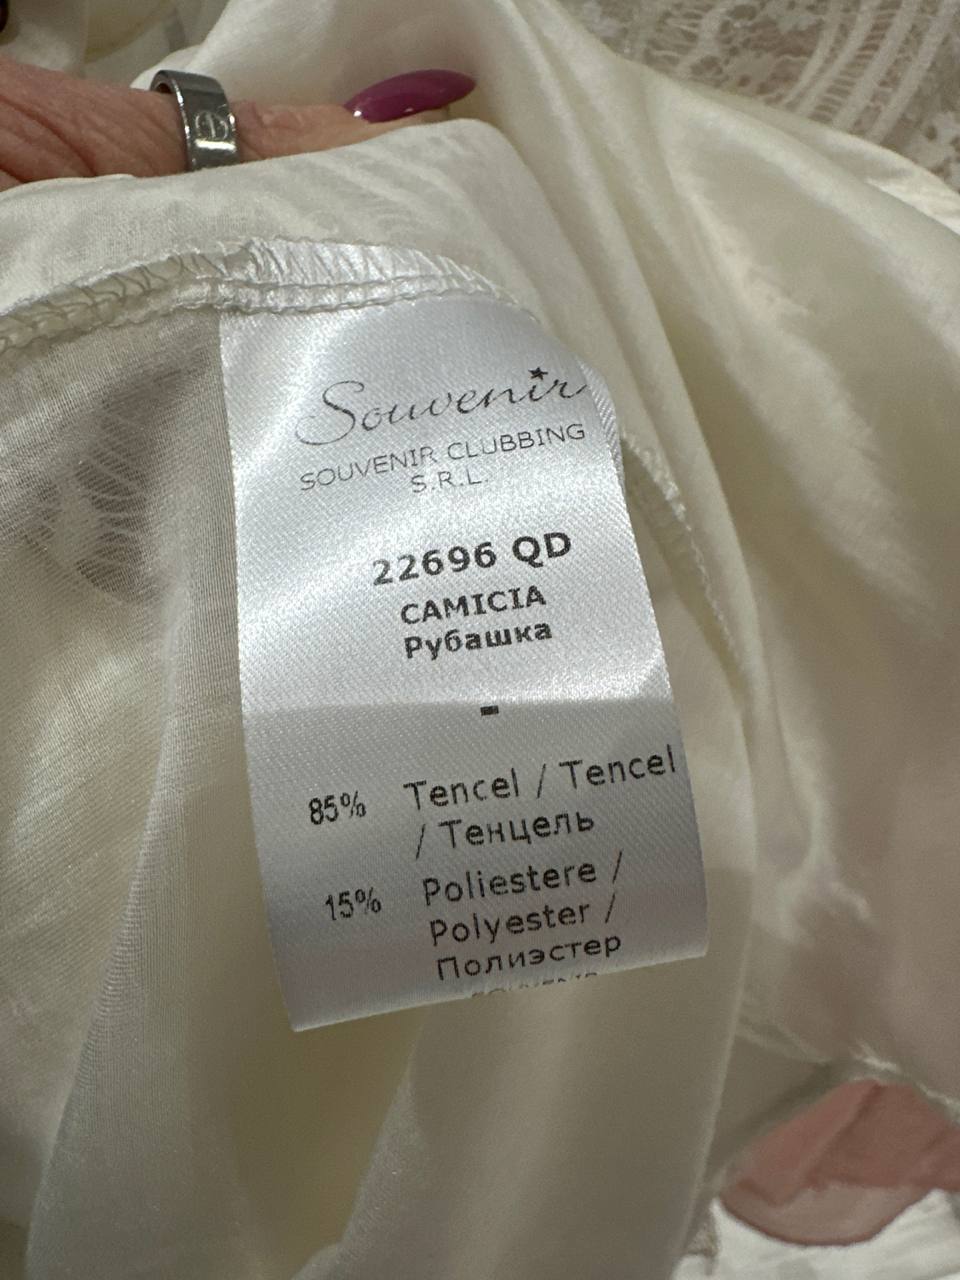 Souvenir
SOUVENIR CLUBBING
S.R.L.
22696 QD
CAMICIA
Рубашка
-
85% Tencel / Tencel
/ Тенцель
15% Poliestere /
Polyester /
Полиэстер